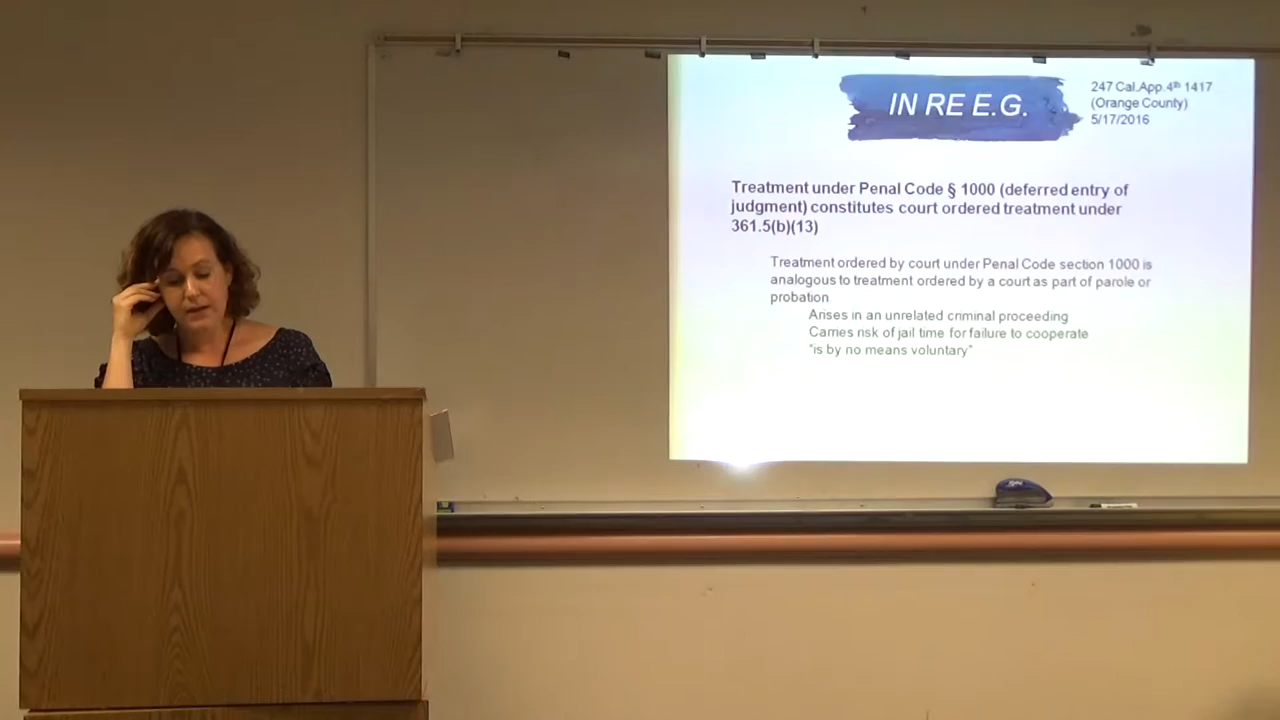 IN RE E.G.
247 Cal.App.4th 1417
(Orange County)
5/17/2016
Treatment under Penal Code § 1000 (deferred entry of
judgment) constitutes court ordered treatment under
361.5(b)(13)
Treatment ordered by court under Penal Code section 1000 is
analogous to treatment ordered by a court as part of parole or
probation
Arises in an unrelated criminal proceeding
Carries risk of jail time for failure to cooperate
"is by no means voluntary"